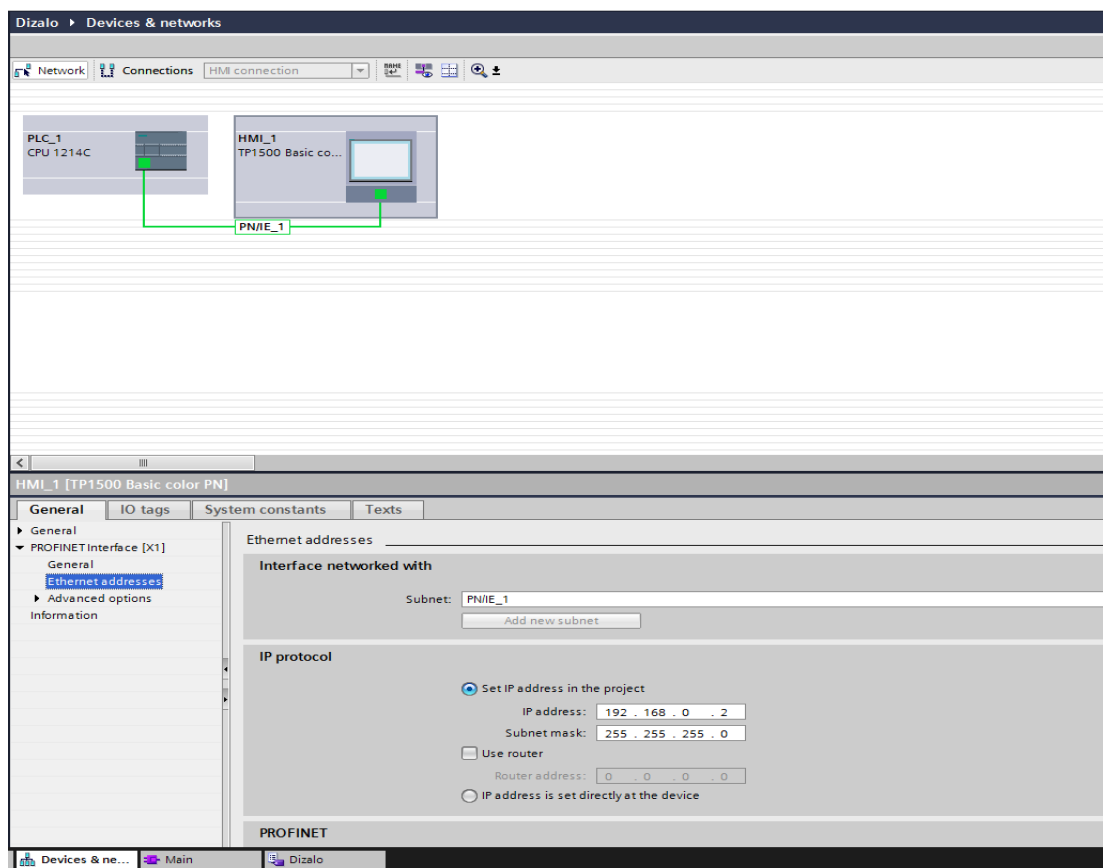 Dizalo ▸ Devices & networks
Network Connections HMI connection
PLC_1
CPU 1214C
HMI_1
TP1500 Basic co...
PN/IE_1
HMI_1 [TP1500 Basic color PN]
General IO tags System constants Texts
General
PROFINET Interface [X1]
General
Ethernet addresses
Advanced options
Information
Ethernet addresses
Interface networked with
Subnet: PN/IE_1
Add new subnet
IP protocol
Set IP address in the project
IP address: 192 . 168 . 0 . 2
Subnet mask: 255 . 255 . 255 . 0
Use router
Router address: 0 . 0 . 0 . 0
IP address is set directly at the device
PROFINET
Devices & ne... Main Dizalo